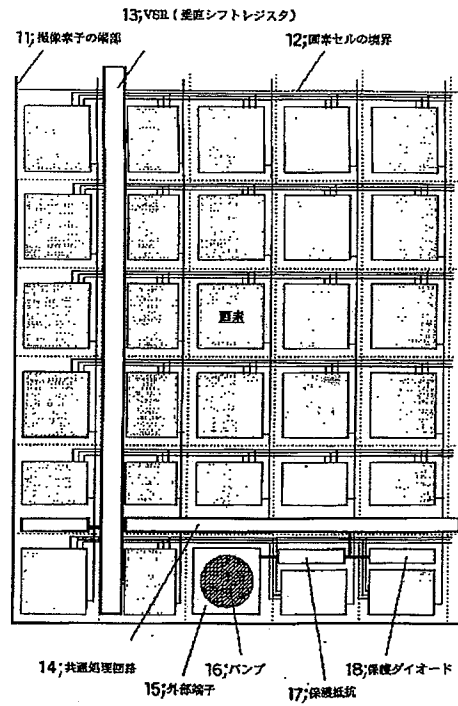 13;VSR(垂直シフトレジスタ)
11;撮像素子の端部
12;画素セルの境界
画素
14;共通処理回路
16;バンプ
18;保護ダイオード
15;外部端子
17;保護抵抗